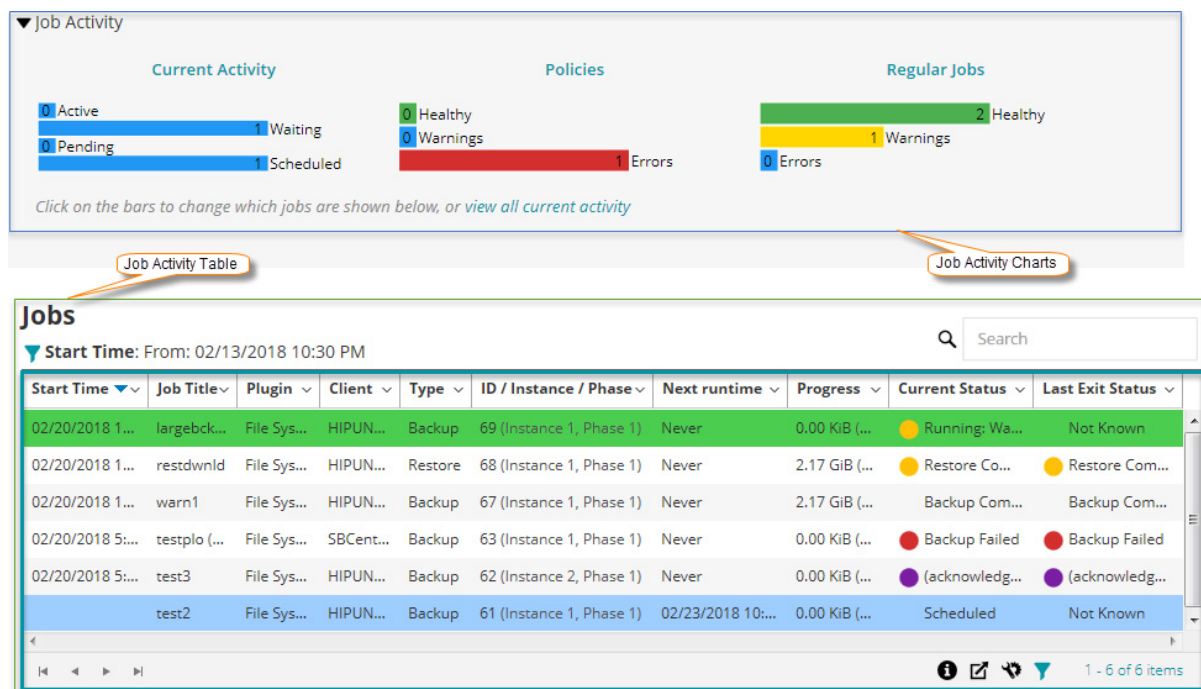 Job Activity
Current Activity
Policies
Regular Jobs
0 Active
1 Waiting
0 Pending
1 Scheduled
0 Healthy
0 Warnings
1 Errors
2 Healthy
1 Warnings
0 Errors
Click on the bars to change which jobs are shown below, or view all current activity
Job Activity Table
Job Activity Charts
Jobs
Search
Start Time: From: 02/13/2018 10:30 PM
Start Time Job Title Plugin Client Type ID / Instance / Phase Next runtime Progress Current Status Last Exit Status
02/20/2018 1... largebck... File Sys... HIPUN... Backup 69 (Instance 1, Phase 1) Never 0.00 KiB (... Running: Wa... Not Known
02/20/2018 1... restdwnld File Sys... HIPUN... Restore 68 (Instance 1, Phase 1) Never 2.17 GiB (... Restore Co... Restore Com...
02/20/2018 1... warn1 File Sys... HIPUN... Backup 67 (Instance 1, Phase 1) Never 2.17 GiB (... Backup Com... Backup Com...
02/20/2018 5:... testplo (... File Sys... SBCent... Backup 63 (Instance 1, Phase 1) Never 0.00 KiB (... Backup Failed Backup Failed
02/20/2018 5:... test3 File Sys... HIPUN... Backup 62 (Instance 2, Phase 1) Never 0.00 KiB (... (acknowledg... (acknowledg...
test2 File Sys... HIPUN... Backup 61 (Instance 1, Phase 1) 02/23/2018 10:... 0.00 KiB (... Scheduled Not Known
1 - 6 of 6 items